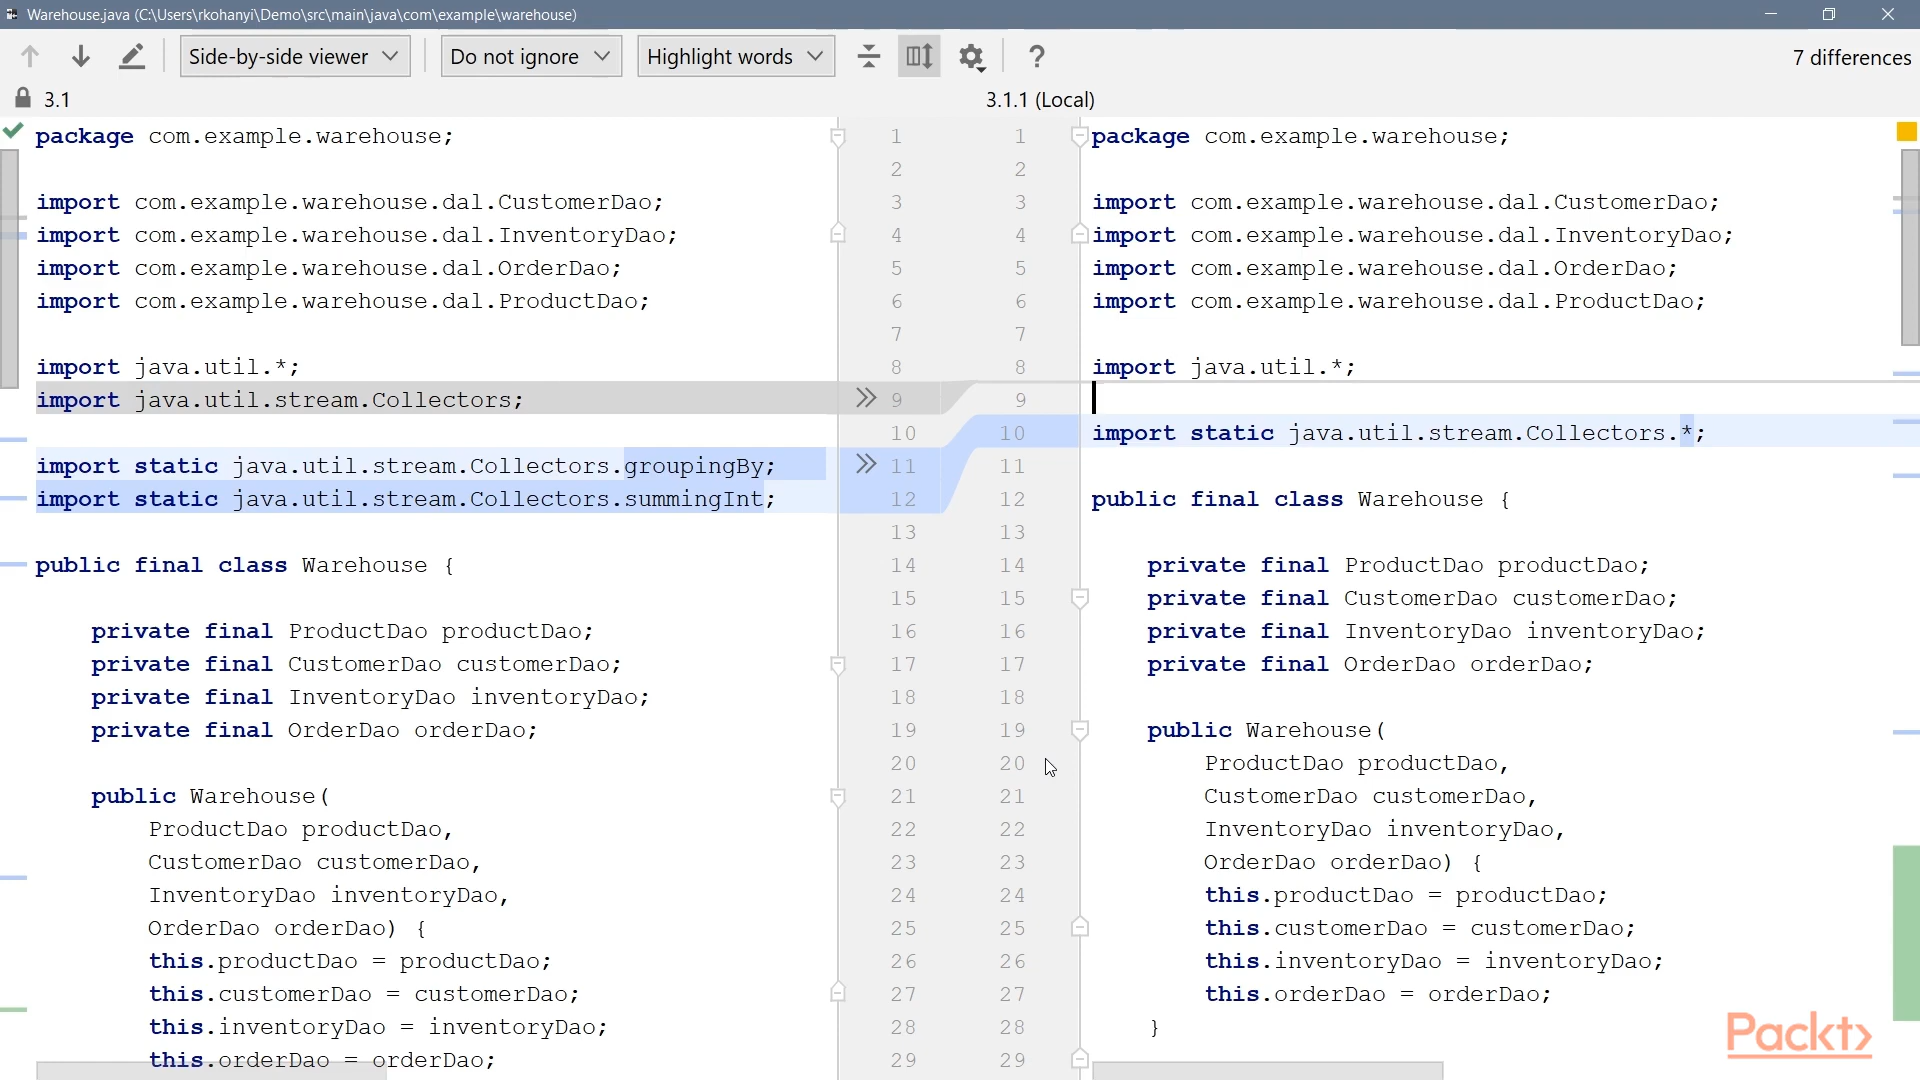 Warehouse.java (C:\Users\rkohanyi\Demo\src\main\java\com\example\warehouse)
Side-by-side viewer
Do not ignore
Highlight words
?
7 differences
3.1
3.1.1 (Local)
package com.example.warehouse;
import com.example.warehouse.dal.CustomerDao;
import com.example.warehouse.dal.InventoryDao;
import com.example.warehouse.dal.OrderDao;
import com.example.warehouse.dal.ProductDao;
import java.util.*;
import java.util.stream.Collectors;
import static java.util.stream.Collectors.groupingBy;
import static java.util.stream.Collectors.summingInt;
public final class Warehouse {
private final ProductDao productDao;
private final CustomerDao customerDao;
private final InventoryDao inventoryDao;
private final OrderDao orderDao;
public Warehouse(
ProductDao productDao,
CustomerDao customerDao,
InventoryDao inventoryDao,
OrderDao orderDao) {
this.productDao = productDao;
this.customerDao = customerDao;
this.inventoryDao = inventoryDao;
this.orderDao = orderDao;
1 1
2 2
3 3
4 4
5 5
6 6
7 7
8 8
9 9
10 10
11 11
12 12
13 13
14 14
15 15
16 16
17 17
18 18
19 19
20 20
21 21
22 22
23 23
24 24
25 25
26 26
27 27
28 28
29 29
package com.example.warehouse;
import com.example.warehouse.dal.CustomerDao;
import com.example.warehouse.dal.InventoryDao;
import com.example.warehouse.dal.OrderDao;
import com.example.warehouse.dal.ProductDao;
import java.util.*;
import static java.util.stream.Collectors.*;
public final class Warehouse {
private final ProductDao productDao;
private final CustomerDao customerDao;
private final InventoryDao inventoryDao;
private final OrderDao orderDao;
public Warehouse(
ProductDao productDao,
CustomerDao customerDao,
InventoryDao inventoryDao,
OrderDao orderDao) {
this.productDao = productDao;
this.customerDao = customerDao;
this.inventoryDao = inventoryDao;
this.orderDao = orderDao;
}
Packt>